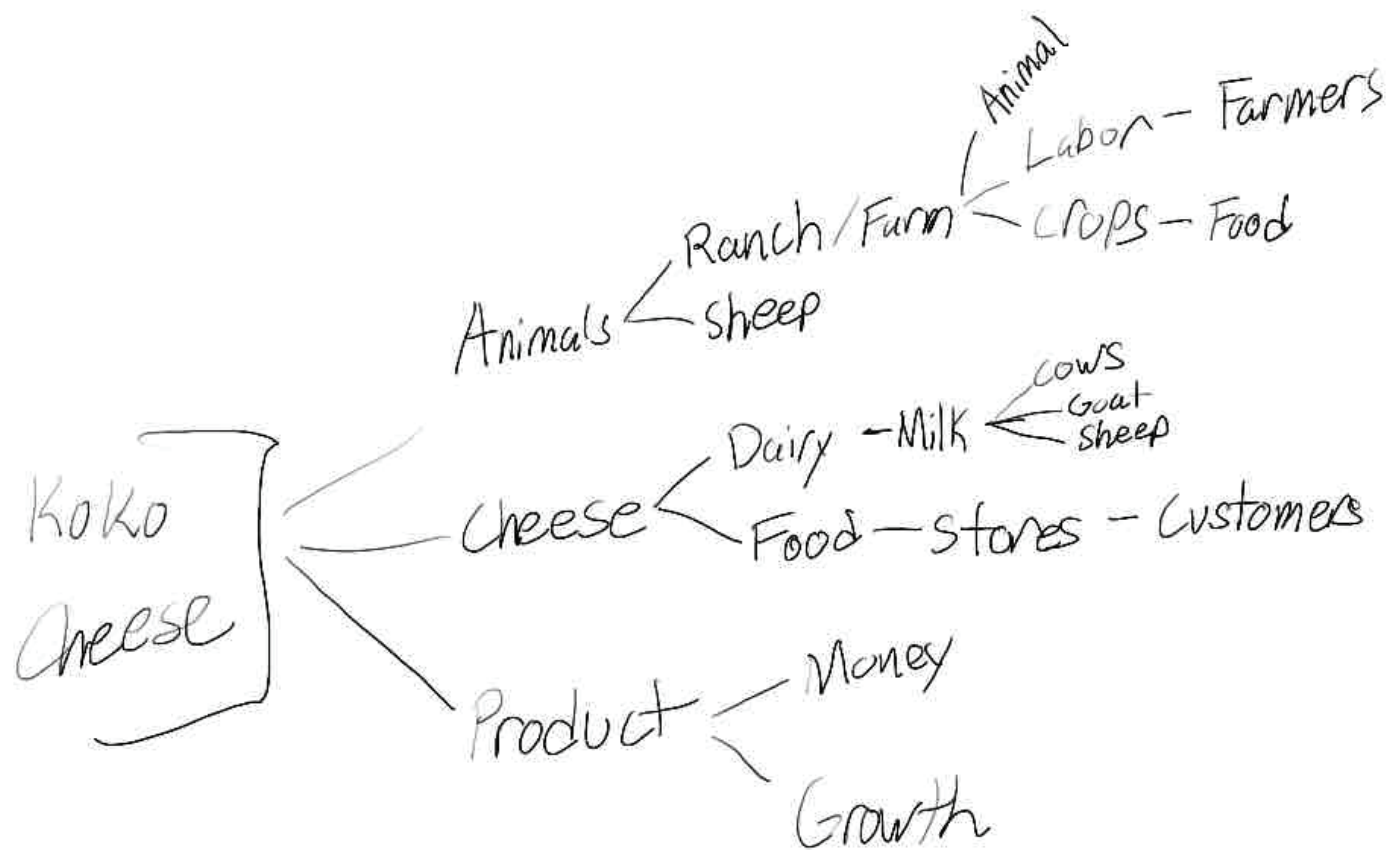 Animal
Labor - Farmers
Ranch / Farm
Crops - Food
Animals
Sheep
Cows
Goat
Sheep
Dairy - Milk
Koko
Cheese
Cheese
Food - Stores - Customers
Product
Money
Growth